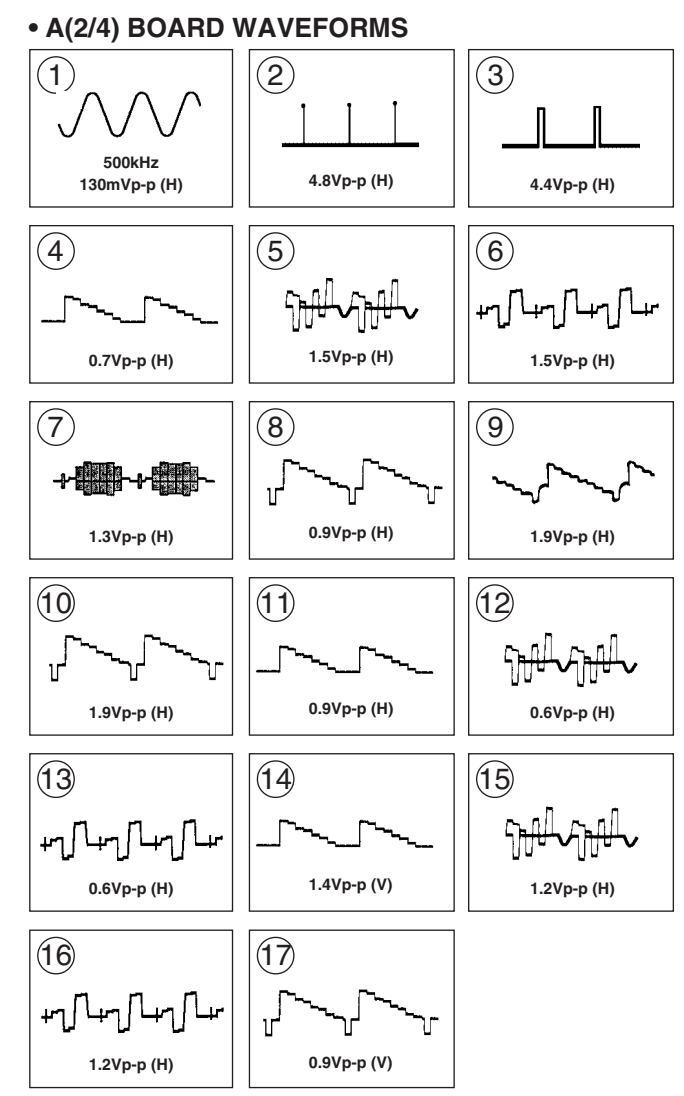 • A(2/4) BOARD WAVEFORMS
1
500kHz
130mVp-p (H)
2
4.8Vp-p (H)
3
4.4Vp-p (H)
4
0.7Vp-p (H)
5
1.5Vp-p (H)
6
1.5Vp-p (H)
7
1.3Vp-p (H)
8
0.9Vp-p (H)
9
1.9Vp-p (H)
10
1.9Vp-p (H)
11
0.9Vp-p (H)
12
0.6Vp-p (H)
13
0.6Vp-p (H)
14
1.4Vp-p (V)
15
1.2Vp-p (H)
16
1.2Vp-p (H)
17
0.9Vp-p (V)